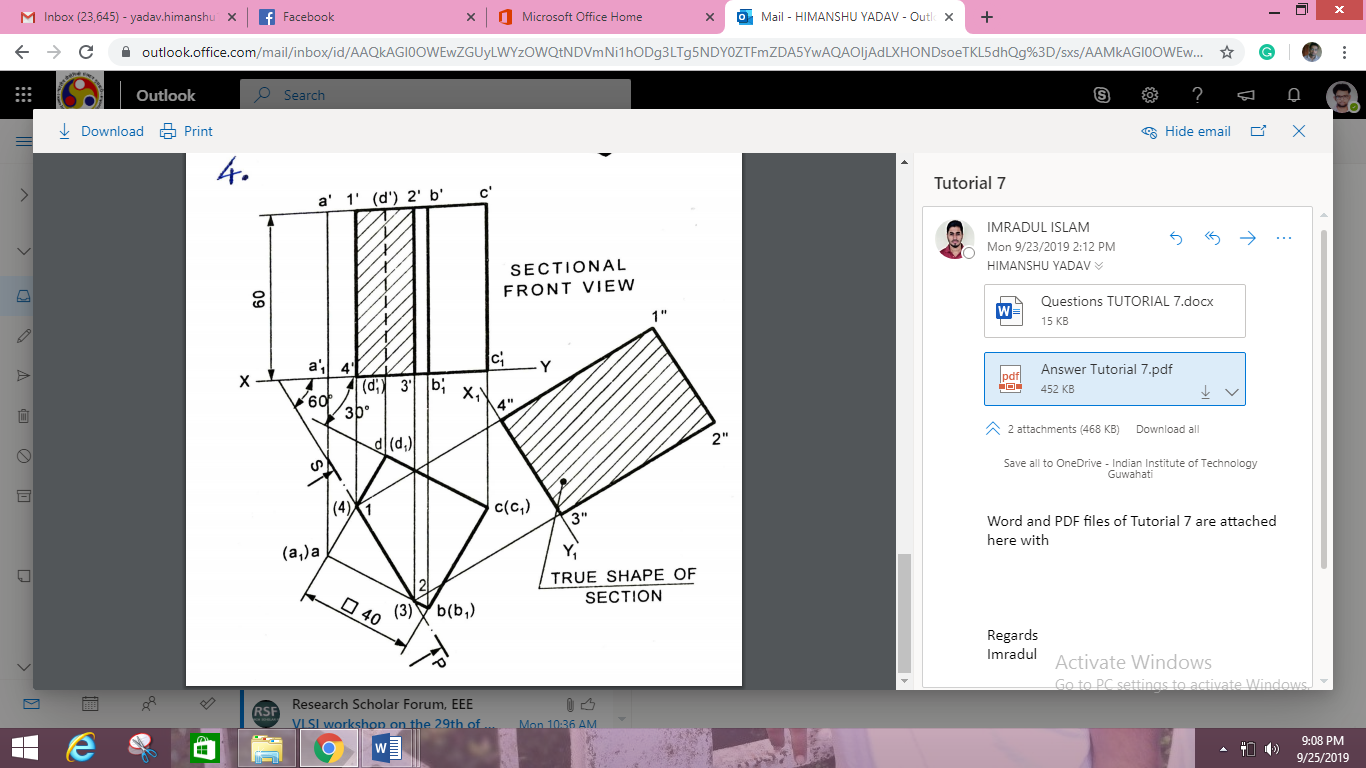 Inbox (23,645) - yadav.himanshu
Facebook
Microsoft Office Home
Mail - HIMANSHU YADAV - Outl
outlook.office.com/mail/inbox/id/AAQkAGI0OWEwZGUyLWYzOWQtNDVmNi1hODg3LTg5NDY0ZTFmZDA5YwAQAOIjAdLXHONDsoeTKL5dhQg%3D/sxs/AAMkAGI0OWEw...
Outlook
Search
Download
Print
Hide email
4.
a' 1' (d') 2' b' c'
60
SECTIONAL
FRONT VIEW
1"
X a'₁ 4' (d'₁) 3' b'₁ c'₁ Y
60°
30°
X₁ 4"
2"
d (d₁)
S
(4) 1
c(c₁)
3"
(a₁)a
Y₁
2
TRUE SHAPE OF
SECTION
□ 40
(3) b(b₁)
P
Tutorial 7
IMRADUL ISLAM
Mon 9/23/2019 2:12 PM
HIMANSHU YADAV
Questions TUTORIAL 7.docx
15 KB
pdf
Answer Tutorial 7.pdf
452 KB
2 attachments (468 KB) Download all
Save all to OneDrive - Indian Institute of Technology
Guwahati
Word and PDF files of Tutorial 7 are attached
here with
Regards
Imradul
Activate Windows
Go to PC settings to activate Windows.
RSF
Research Scholar Forum, EEE
VLSI workshop on the 29th of ...
Mon 10:36 AM
9:08 PM
9/25/2019